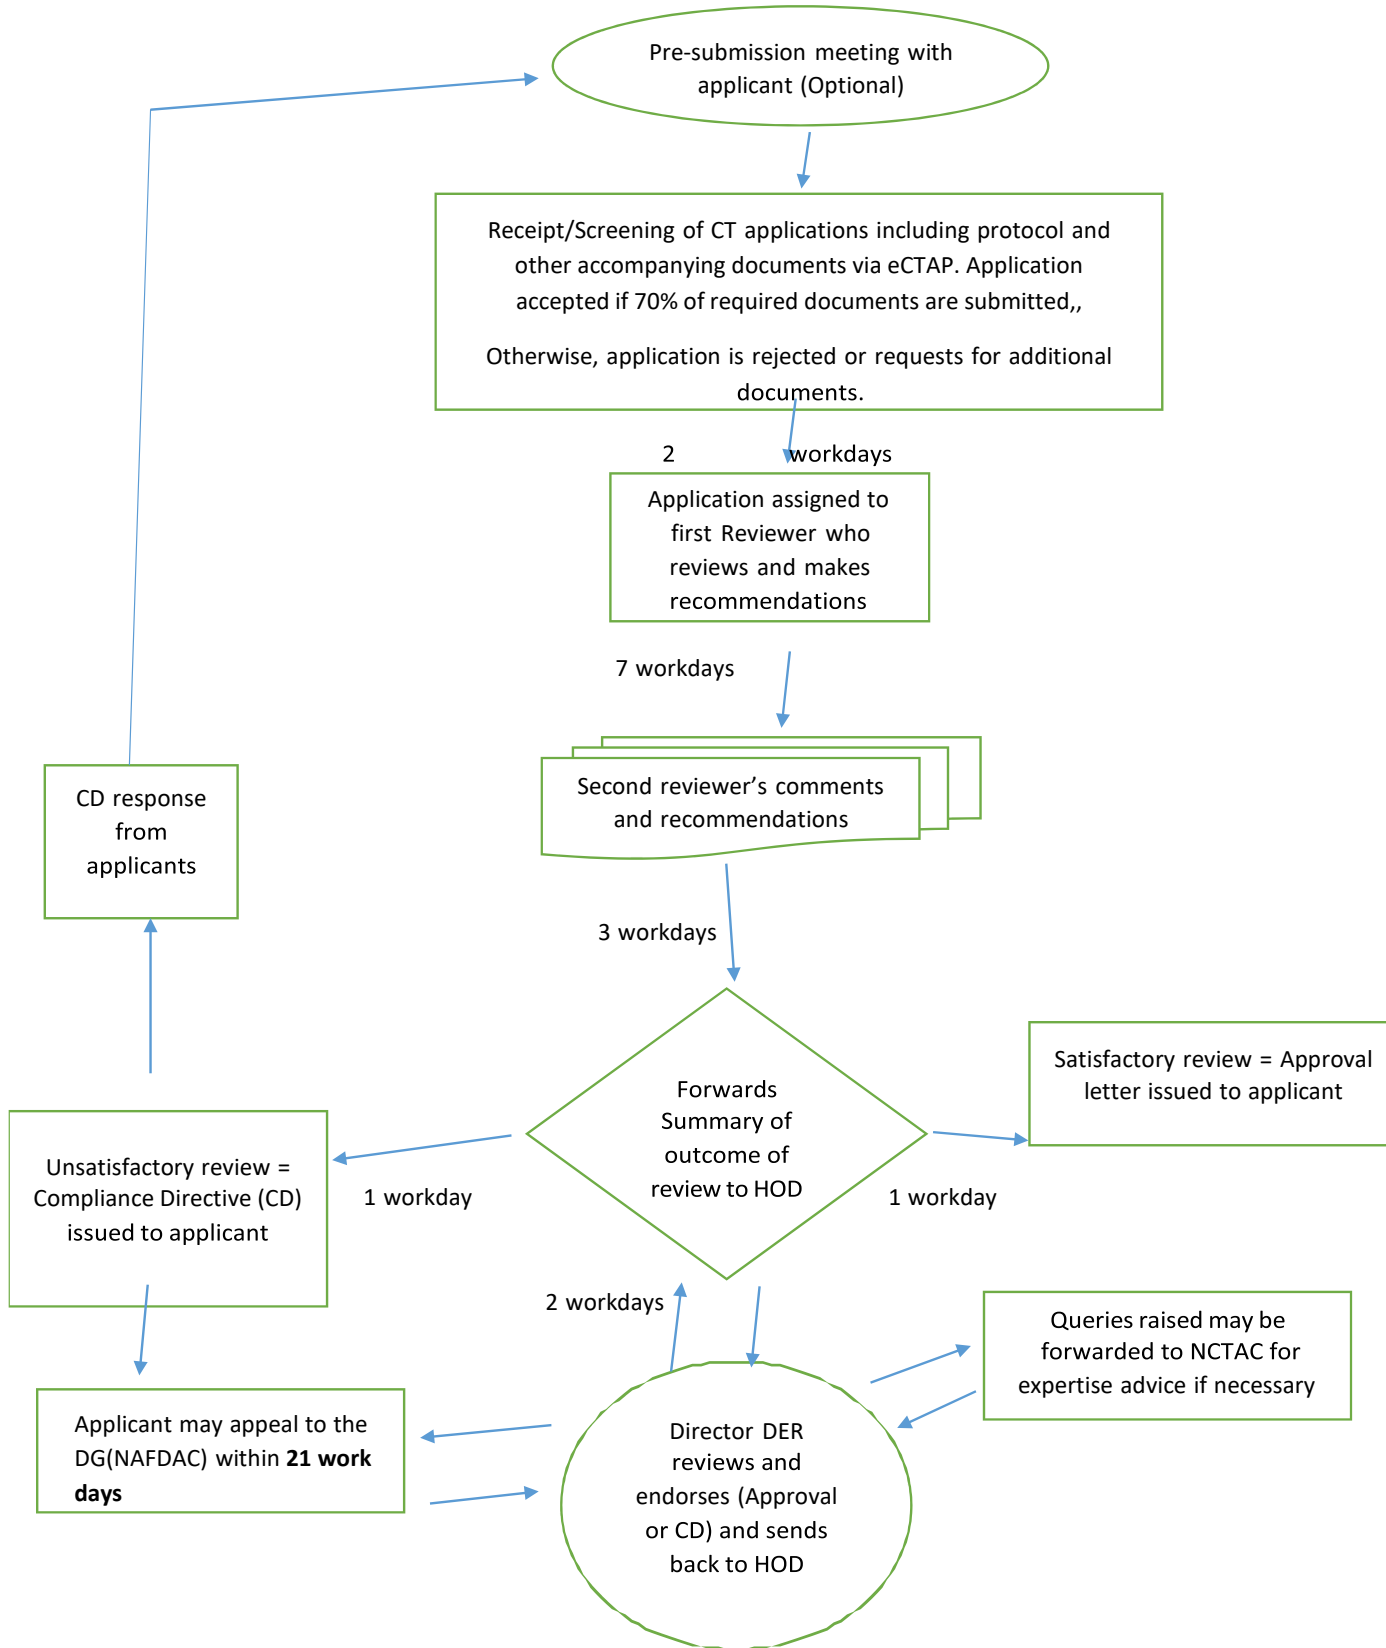 Pre-submission meeting with
applicant (Optional)
Receipt/Screening of CT applications including protocol and
other accompanying documents via eCTAP. Application
accepted if 70% of required documents are submitted,,
Otherwise, application is rejected or requests for additional
documents.
2 workdays
Application assigned to
first Reviewer who
reviews and makes
recommendations
7 workdays
Second reviewer’s comments
and recommendations
CD response
from
applicants
3 workdays
Forwards
Summary of
outcome of
review to HOD
Satisfactory review = Approval
letter issued to applicant
Unsatisfactory review =
Compliance Directive (CD)
issued to applicant
1 workday
1 workday
2 workdays
Queries raised may be
forwarded to NCTAC for
expertise advice if necessary
Applicant may appeal to the
DG(NAFDAC) within 21 work
days
Director DER
reviews and
endorses (Approval
or CD) and sends
back to HOD